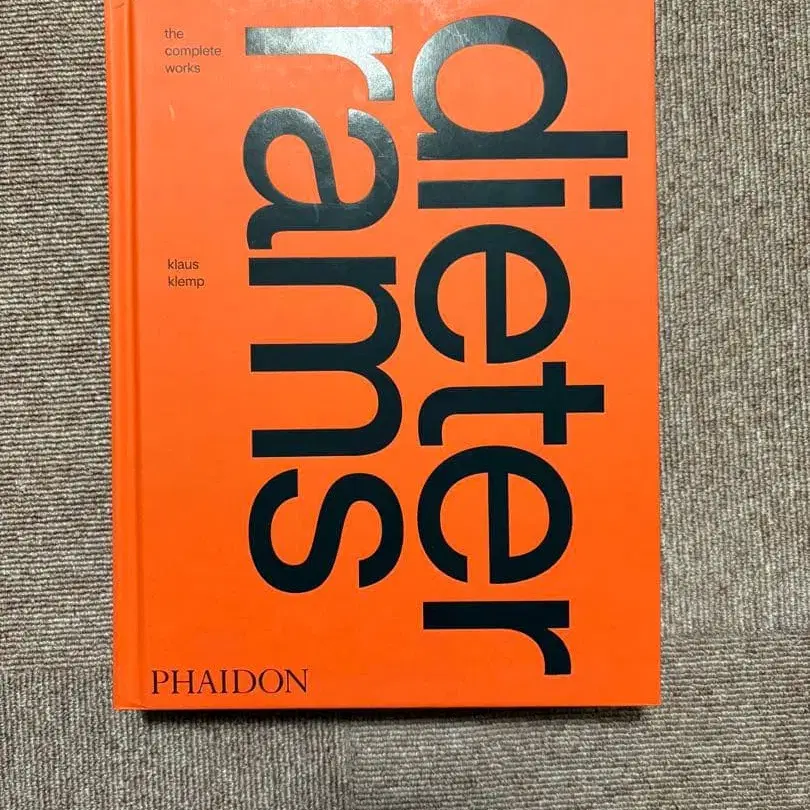 the
complete
works
dieter
rams
klaus
klemp
PHAIDON